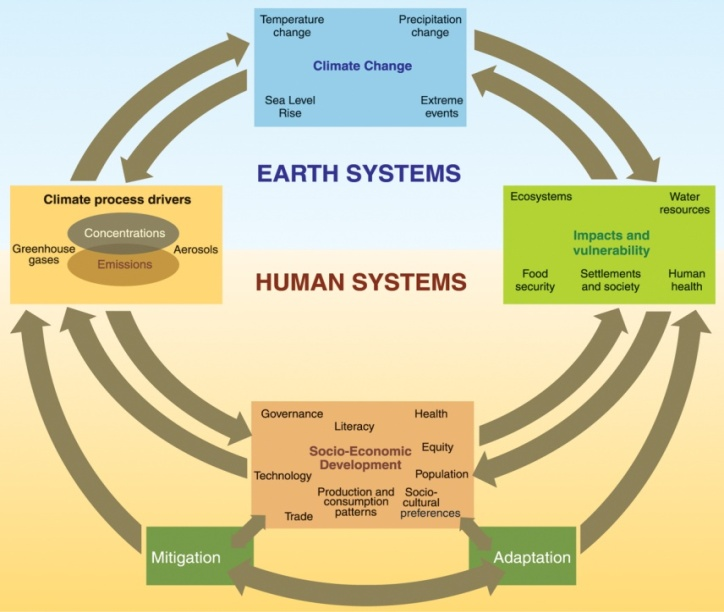 Temperature
change
Precipitation
change
Climate Change
Sea Level
Rise
Extreme
events
EARTH SYSTEMS
Climate process drivers
Concentrations
Greenhouse
gases
Aerosols
Emissions
Ecosystems
Water
resources
Impacts and
vulnerability
Food
security
Settlements
and society
Human
health
HUMAN SYSTEMS
Governance
Literacy
Health
Socio-Economic
Development
Equity
Technology
Population
Production and
consumption
patterns
Socio-
cultural
preferences
Trade
Mitigation
Adaptation